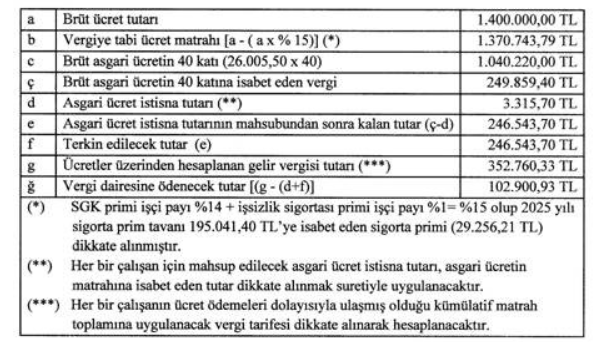 a Brüt ücret tutarı 1.400.000,00 TL
b Vergiye tabi ücret matrahı [a - ( a x % 15)] (*) 1.370.743,79 TL
c Brüt asgari ücretin 40 katı (26.005,50 x 40) 1.040.220,00 TL
ç Brüt asgari ücretin 40 katına isabet eden vergi 249.859,40 TL
d Asgari ücret istisna tutarı (**) 3.315,70 TL
e Asgari ücret istisna tutarının mahsubundan sonra kalan tutar (ç-d) 246.543,70 TL
f Terkin edilecek tutar (e) 246.543,70 TL
g Ücretler üzerinden hesaplanan gelir vergisi tutarı (***) 352.760,33 TL
ğ Vergi dairesine ödenecek tutar [(g - (d+f)] 102.900,93 TL
(*) SGK primi işçi payı %14 + işsizlik sigortası primi işçi payı %1= %15 olup 2025 yılı
sigorta prim tavanı 195.041,40 TL'ye isabet eden sigorta primi (29.256,21 TL)
dikkate alınmıştır.
(**) Her bir çalışan için mahsup edilecek asgari ücret istisna tutarı, asgari ücretin
matrahına isabet eden tutar dikkate alınmak suretiyle uygulanacaktır.
(***) Her bir çalışanın ücret ödemeleri dolayısıyla ulaşmış olduğu kümülatif matrah
toplamına uygulanacak vergi tarifesi dikkate alınarak hesaplanacaktır.